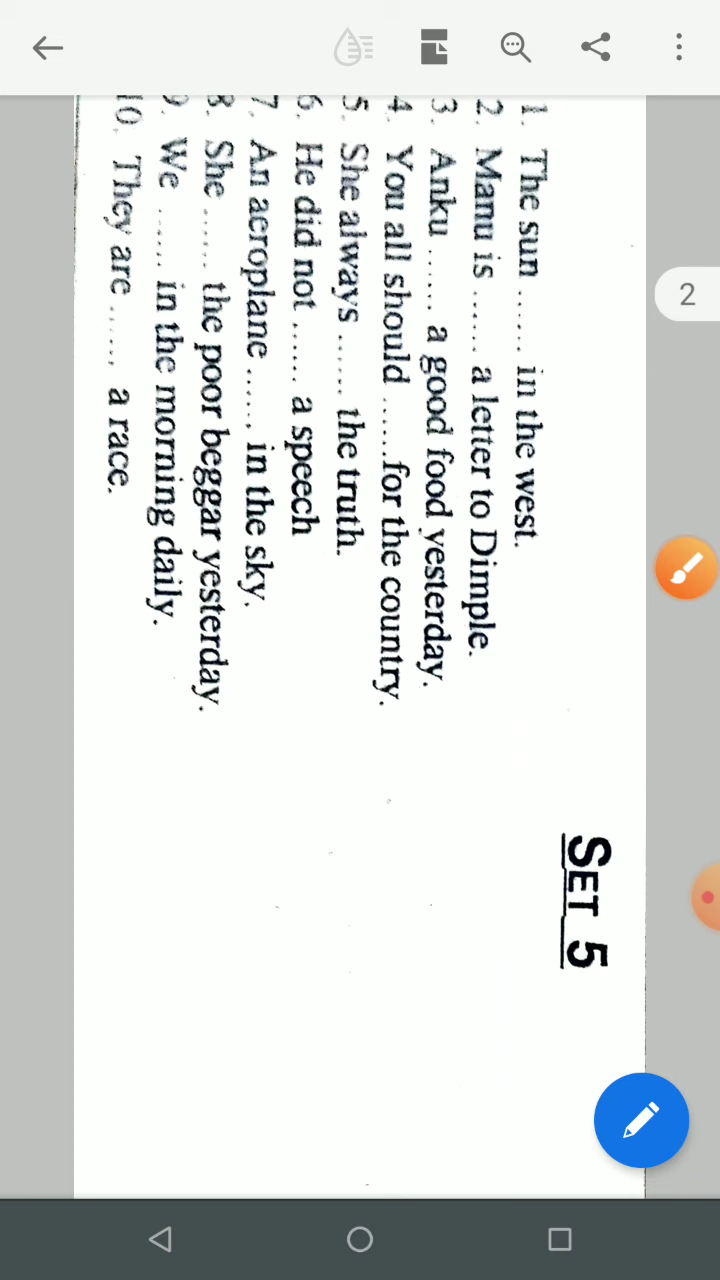 2
SET 5
1. The sun ...... in the west.
2. Manu is ...... a letter to Dimple.
3. Anku ...... a good food yesterday.
4. You all should ......for the country.
5. She always ...... the truth.
6. He did not ...... a speech
7. An aeroplane ...... in the sky.
8. She ...... the poor beggar yesterday.
9. We ...... in the morning daily.
10. They are ...... a race.